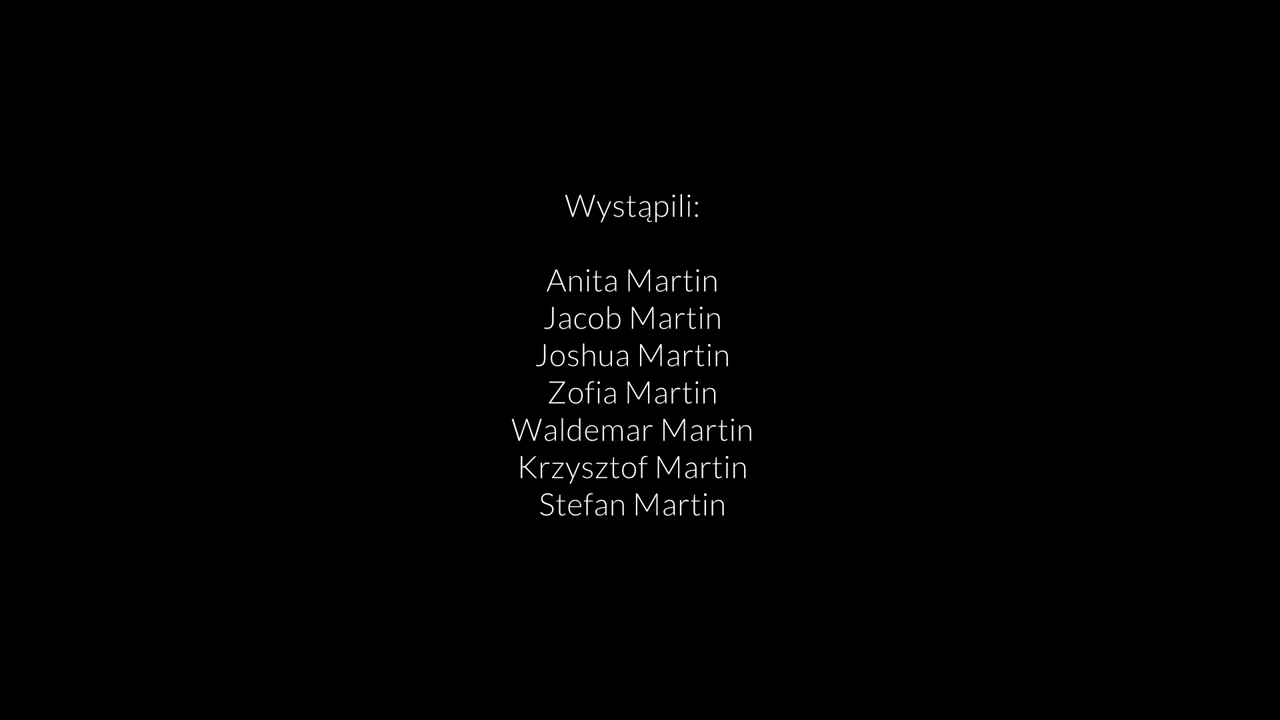 Wystąpili:
Anita Martin
Jacob Martin
Joshua Martin
Zofia Martin
Waldemar Martin
Krzysztof Martin
Stefan Martin